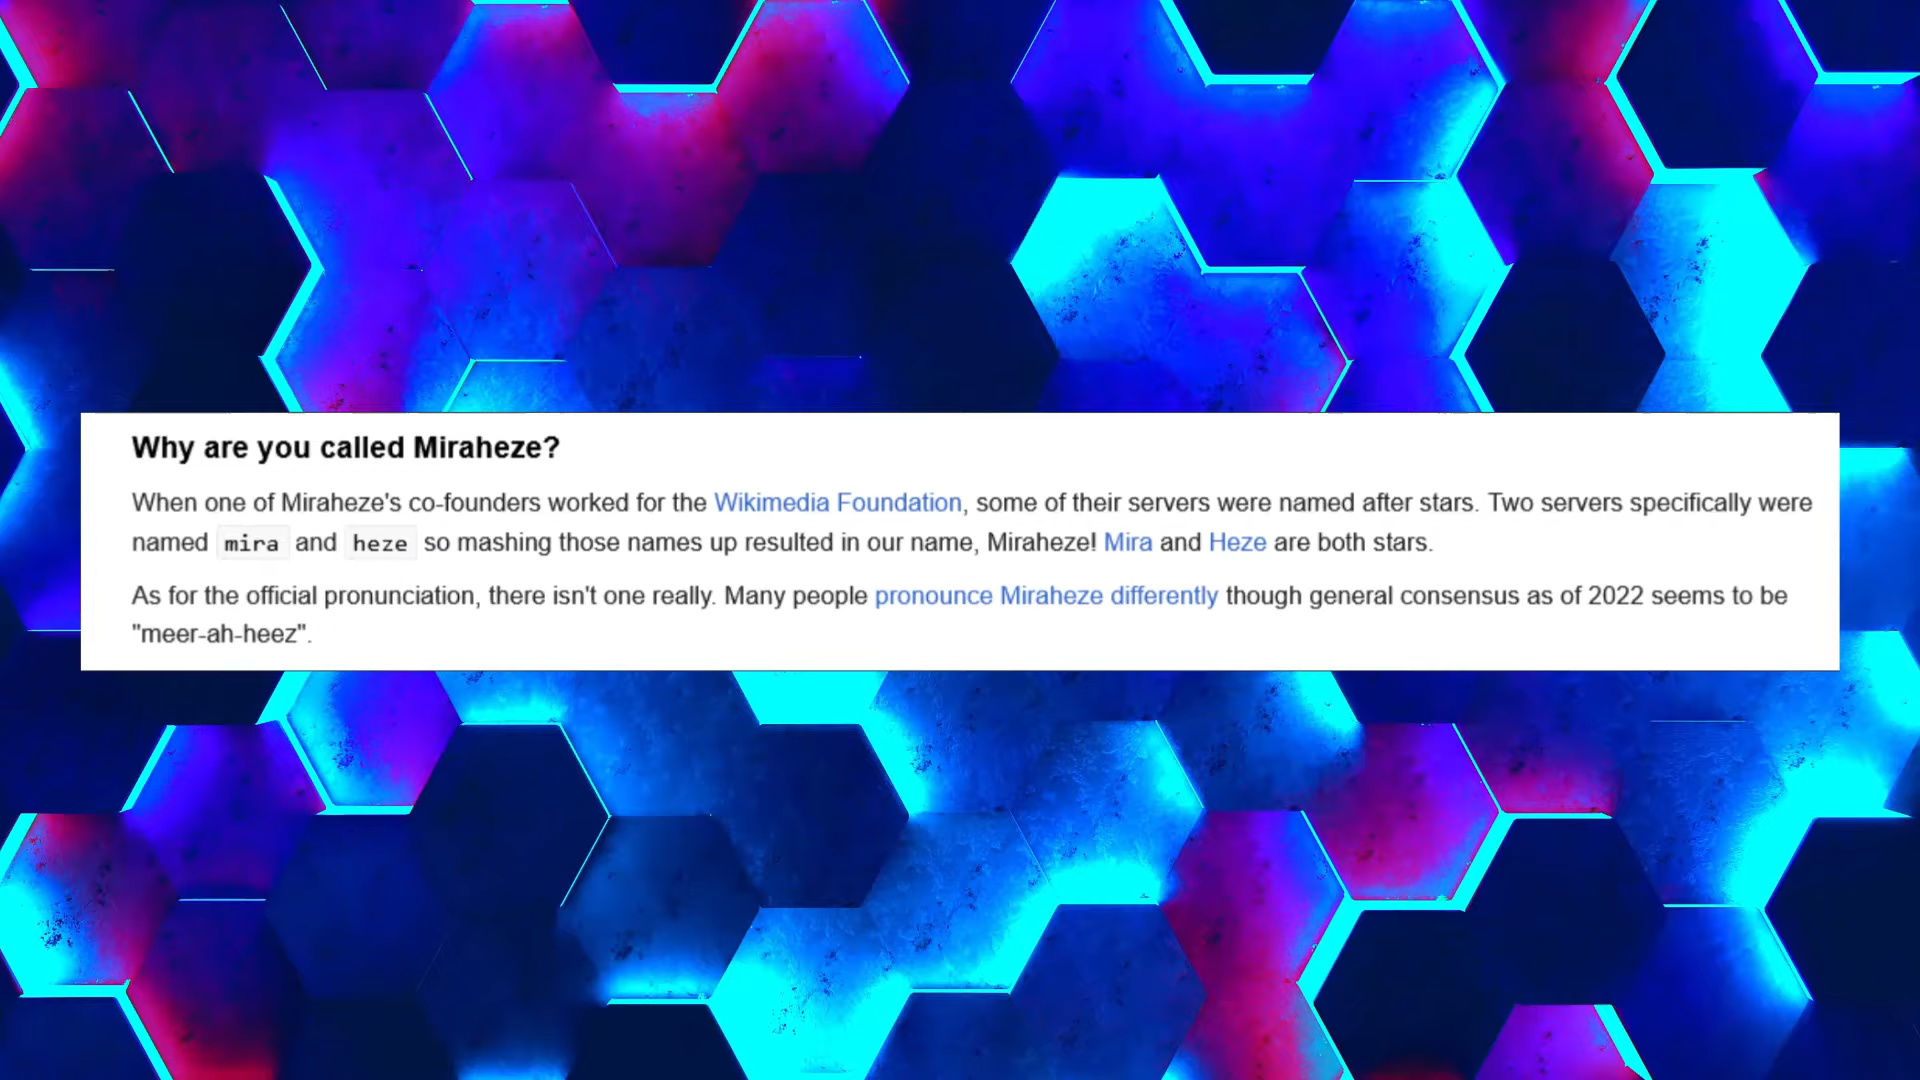 Why are you called Miraheze?
When one of Miraheze's co-founders worked for the Wikimedia Foundation, some of their servers were named after stars. Two servers specifically were
named mira and heze so mashing those names up resulted in our name, Miraheze! Mira and Heze are both stars.
As for the official pronunciation, there isn't one really. Many people pronounce Miraheze differently though general consensus as of 2022 seems to be
"meer-ah-heez".